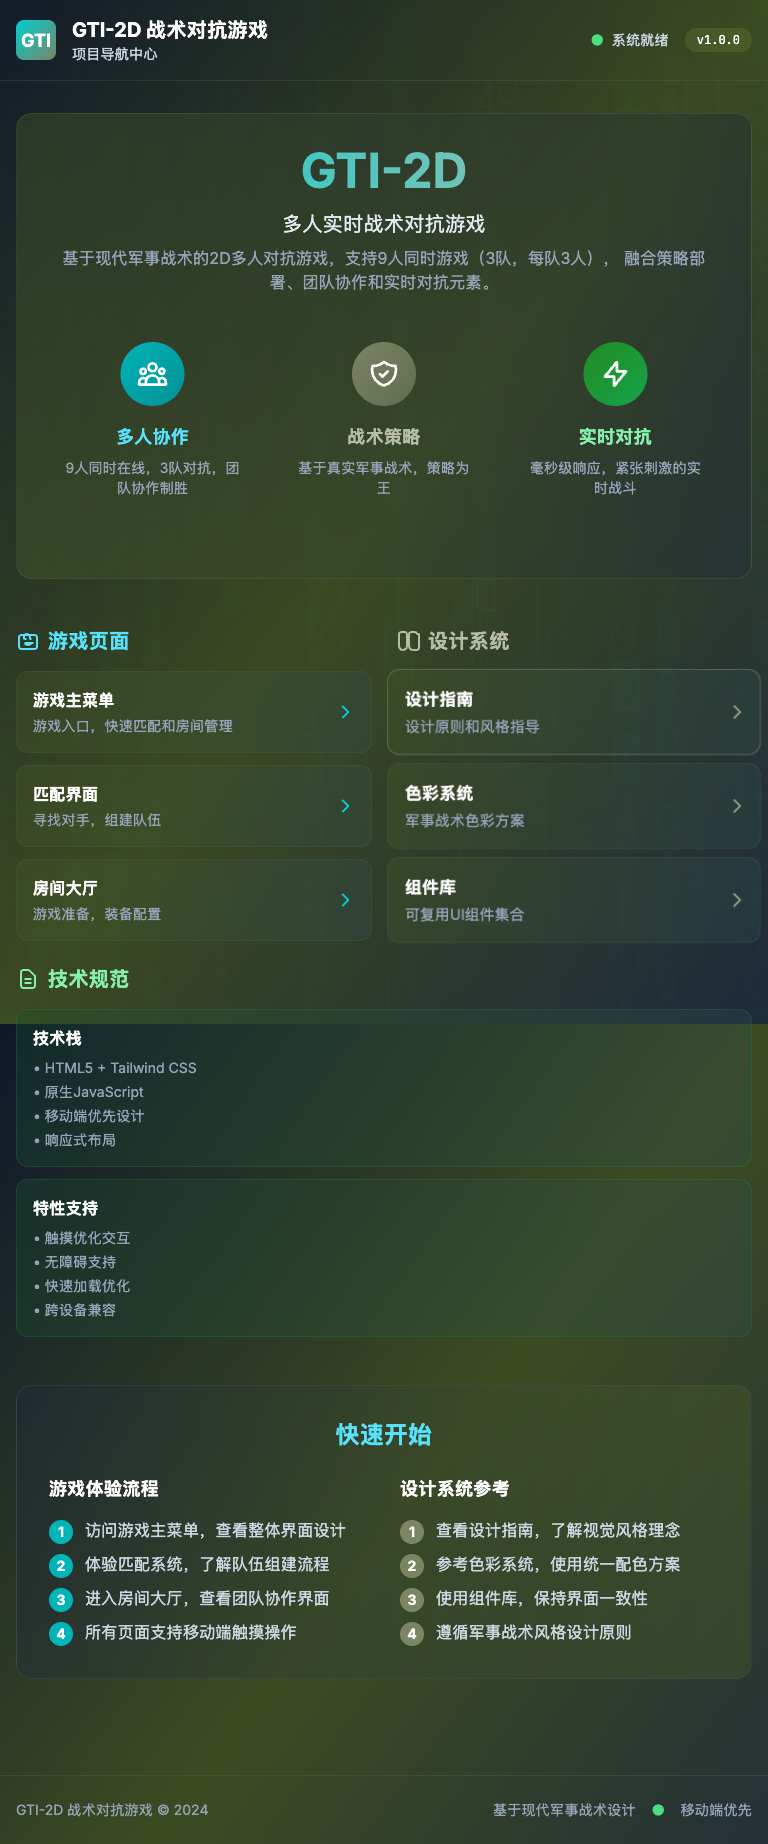 GTI
GTI-2D 战术对抗游戏
项目导航中心
系统就绪
v1.0.0
GTI-2D
多人实时战术对抗游戏
基于现代军事战术的2D多人对抗游戏，支持9人同时游戏（3队，每队3人）， 融合策略部
署、团队协作和实时对抗元素。
多人协作
9人同时在线，3队对抗，团
队协作制胜
战术策略
基于真实军事战术，策略为
王
实时对抗
毫秒级响应，紧张刺激的实
时战斗
游戏页面
游戏主菜单
游戏入口，快速匹配和房间管理
匹配界面
寻找对手，组建队伍
房间大厅
游戏准备，装备配置
设计系统
设计指南
设计原则和风格指导
色彩系统
军事战术色彩方案
组件库
可复用UI组件集合
技术规范
技术栈
• HTML5 + Tailwind CSS
• 原生JavaScript
• 移动端优先设计
• 响应式布局
特性支持
• 触摸优化交互
• 无障碍支持
• 快速加载优化
• 跨设备兼容
快速开始
游戏体验流程
1 访问游戏主菜单，查看整体界面设计
2 体验匹配系统，了解队伍组建流程
3 进入房间大厅，查看团队协作界面
4 所有页面支持移动端触摸操作
设计系统参考
1 查看设计指南，了解视觉风格理念
2 参考色彩系统，使用统一配色方案
3 使用组件库，保持界面一致性
4 遵循军事战术风格设计原则
GTI-2D 战术对抗游戏 © 2024
基于现代军事战术设计
移动端优先